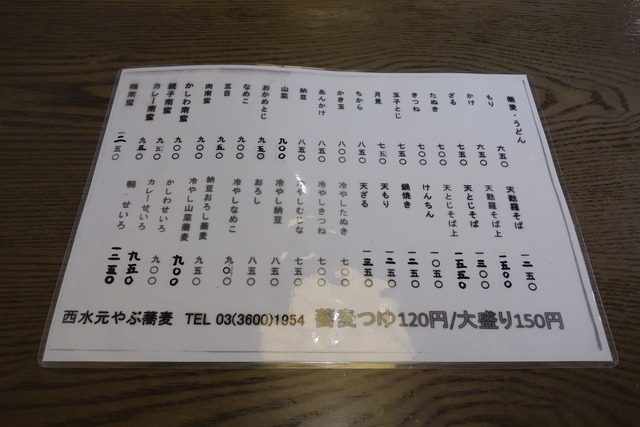 蕎麦・うどん
もり 六五〇
かけ 六五〇
ざる 七五〇
たぬき 七〇〇
きつね 七〇〇
玉子とじ 七五〇
月見 七五〇
ちから 八五〇
かき玉 八〇〇
あんかけ 八五〇
納豆 八五〇
山菜 九〇〇
おかめとじ 九五〇
なめこ 九〇〇
五目 九〇〇
肉南蛮 九〇〇
かしわ南蛮 九〇〇
親子南蛮 九五〇
カレー南蛮 九五〇
鴨南蛮 一二五〇
天麩羅そば 一二五〇
天麩羅そば上 一五〇〇
天とじそば 一三〇〇
天とじそば上 一五五〇
けんちん 一〇五〇
鍋焼き 一二五〇
天もり 一二五〇
天ざる 一三五〇
冷やしたぬき 七〇〇
冷やしきつね 七〇〇
冷やしむじな 七五〇
冷やし納豆 八五〇
おろし 八五〇
冷やしなめこ 九〇〇
納豆おろし蕎麦 九五〇
冷やし山菜蕎麦 九〇〇
かしわせいろ 九〇〇
カレーせいろ 九五〇
鴨せいろ 一二五〇
西水元やぶ蕎麦 TEL 03(3600)1954 蕎麦つゆ120円/大盛り150円